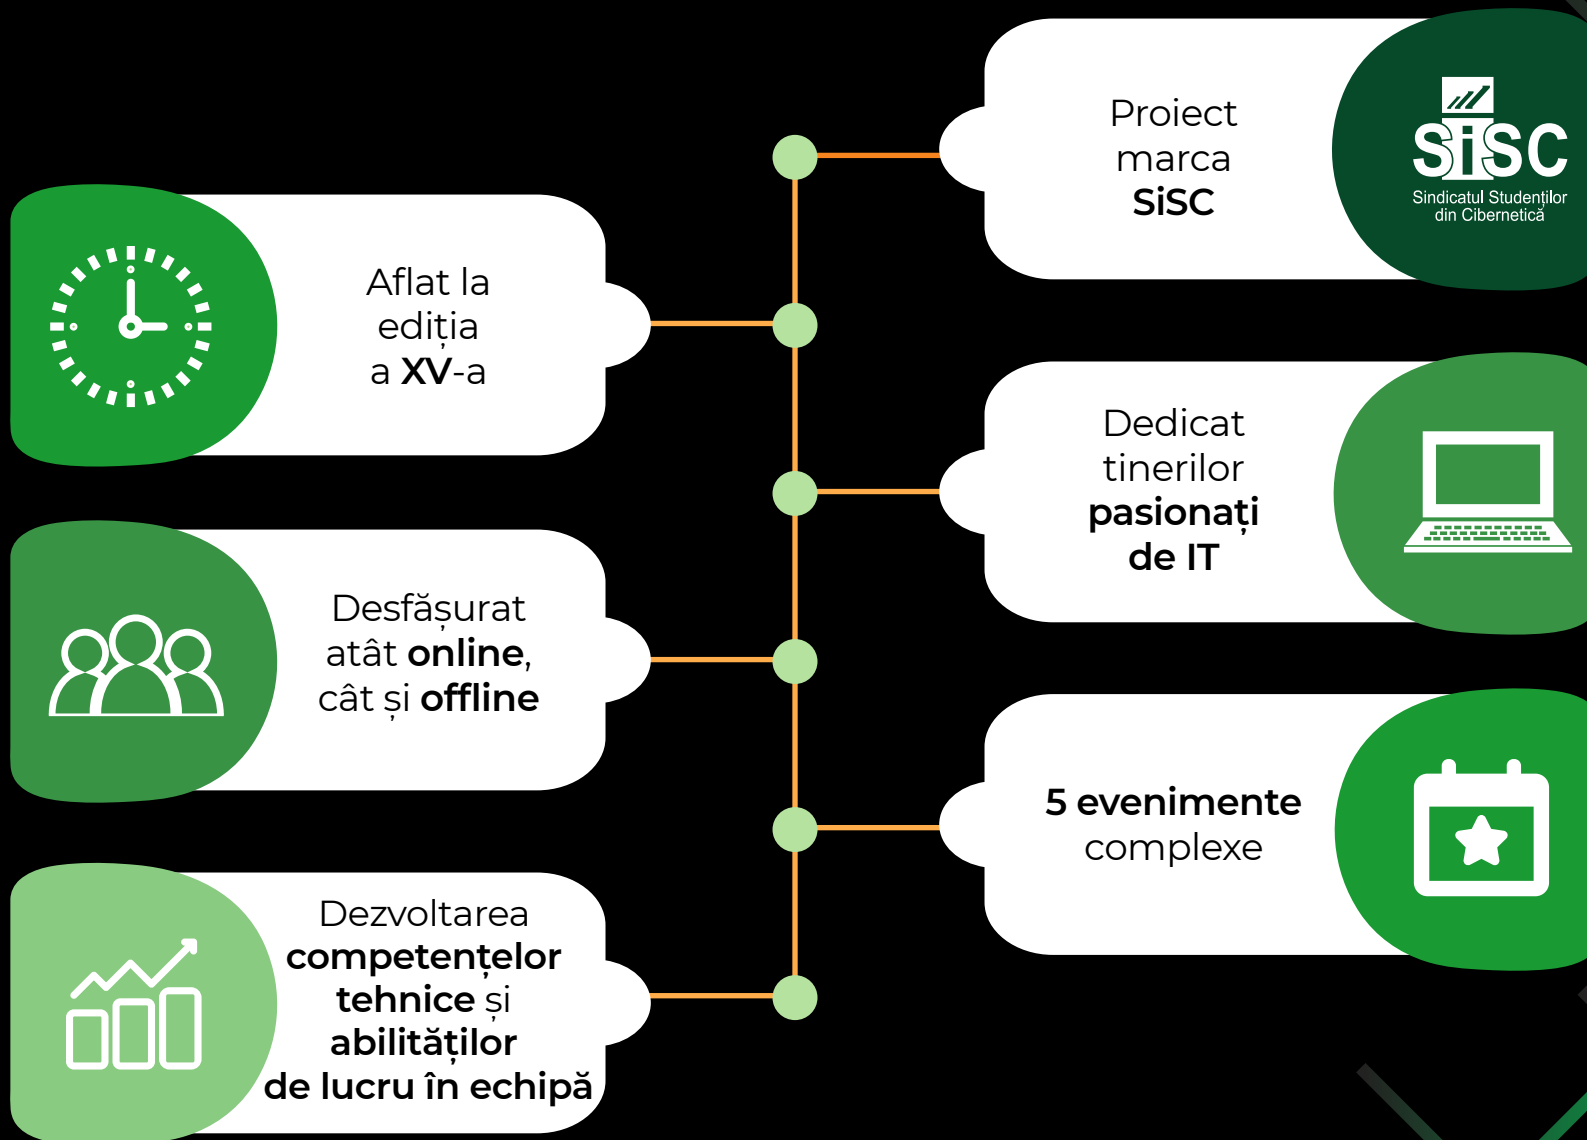 Proiect
marca
SiSC
SiSC
Sindicatul Studenților
din Cibernetică
Aflat la
ediția
a XV-a
Dedicat
tinerilor
pasionați
de IT
Desfășurat
atât online,
cât și offline
5 evenimente
complexe
Dezvoltarea
competențelor
tehnice și
abilităților
de lucru în echipă